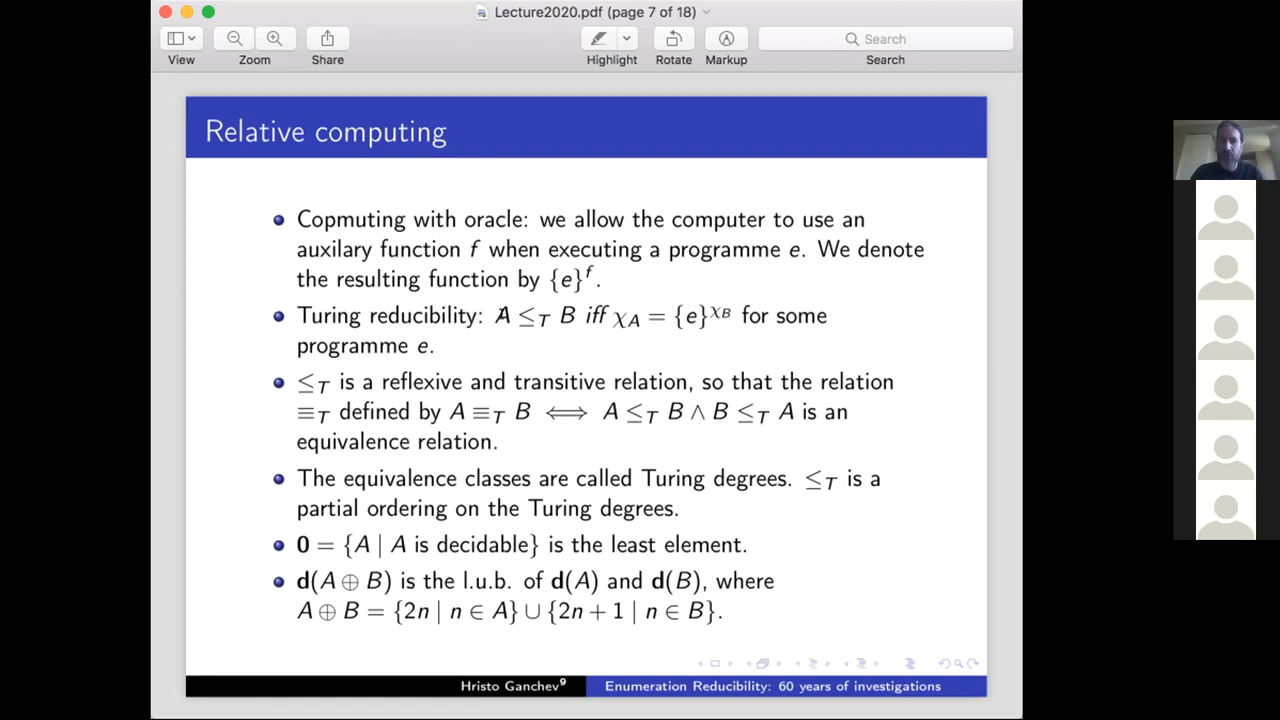 Lecture2020.pdf (page 7 of 18)
View
Zoom
Share
Highlight
Rotate
Markup
Search
Search
Relative computing
Copmuting with oracle: we allow the computer to use an
auxilary function f when executing a programme e. We denote
the resulting function by {e}^f.
Turing reducibility: A ≤_T B iff χ_A = {e}^χ_B for some
programme e.
≤_T is a reflexive and transitive relation, so that the relation
≡_T defined by A ≡_T B ⟺ A ≤_T B ∧ B ≤_T A is an
equivalence relation.
The equivalence classes are called Turing degrees. ≤_T is a
partial ordering on the Turing degrees.
0 = {A | A is decidable} is the least element.
d(A ⊕ B) is the l.u.b. of d(A) and d(B), where
A ⊕ B = {2n | n ∈ A} ∪ {2n + 1 | n ∈ B}.
Hristo Ganchev⁹
Enumeration Reducibility: 60 years of investigations